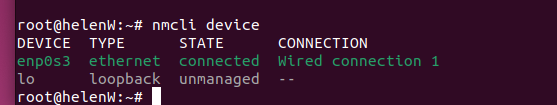 root@helenW:~# nmcli device
DEVICE  TYPE      STATE      CONNECTION
enp0s3  ethernet  connected  Wired connection 1
lo      loopback  unmanaged  --
root@helenW:~#